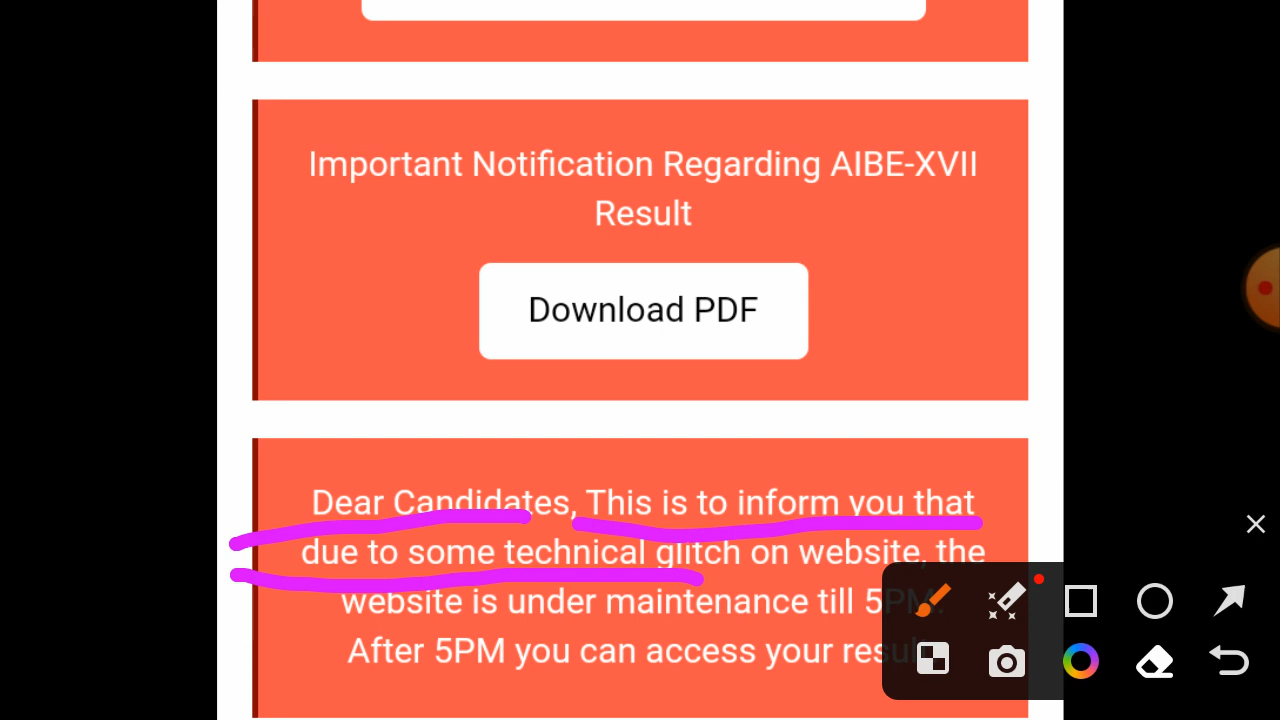 Important Notification Regarding AIBE-XVII
Result
Download PDF
Dear Candidates, This is to inform you that
due to some technical glitch on website, the
website is under maintenance till 5PM.
After 5PM you can access your result